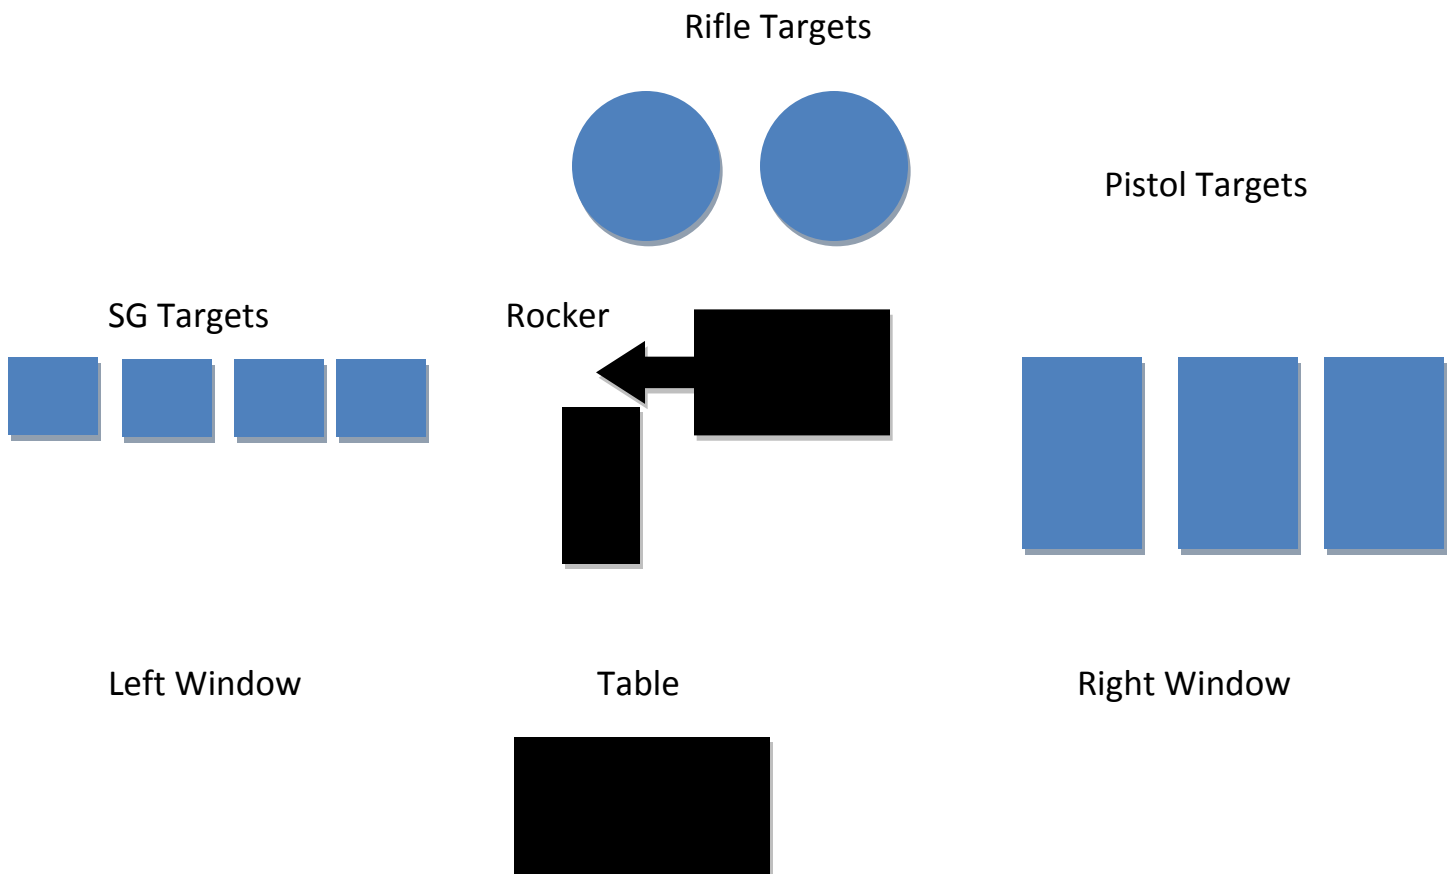 Rifle Targets
Pistol Targets
SG Targets
Rocker
Left Window
Table
Right Window